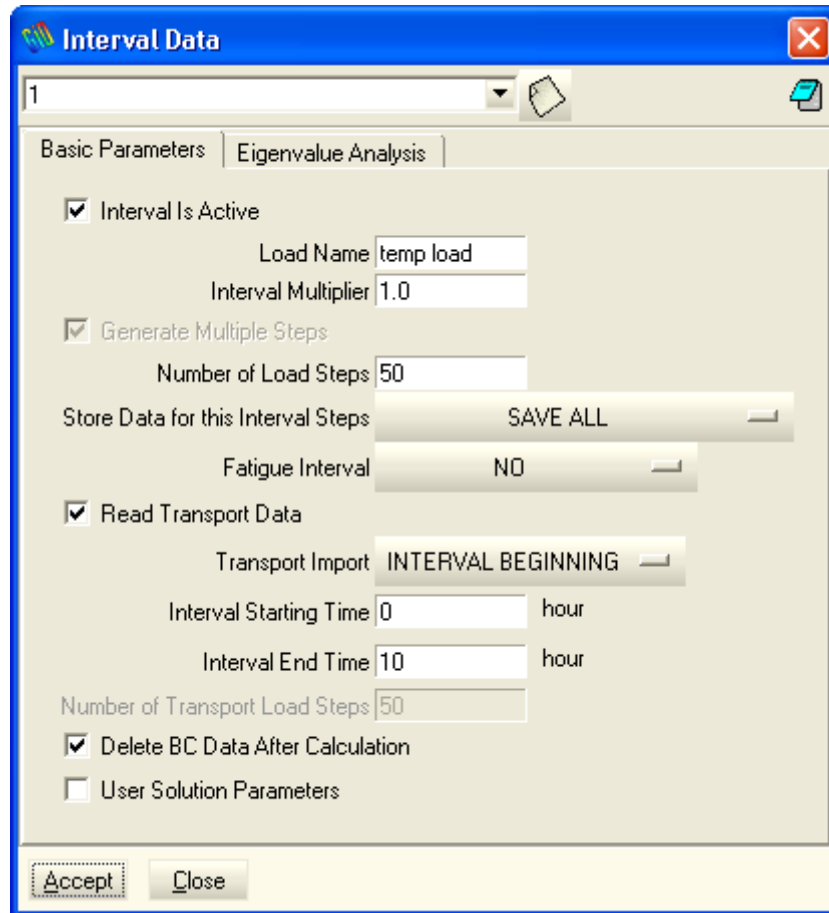 GiD Interval Data
1
Basic Parameters Eigenvalue Analysis
Interval Is Active
Load Name temp load
Interval Multiplier 1.0
Generate Multiple Steps
Number of Load Steps 50
Store Data for this Interval Steps SAVE ALL
Fatigue Interval NO
Read Transport Data
Transport Import INTERVAL BEGINNING
Interval Starting Time 0 hour
Interval End Time 10 hour
Number of Transport Load Steps 50
Delete BC Data After Calculation
User Solution Parameters
Accept Close